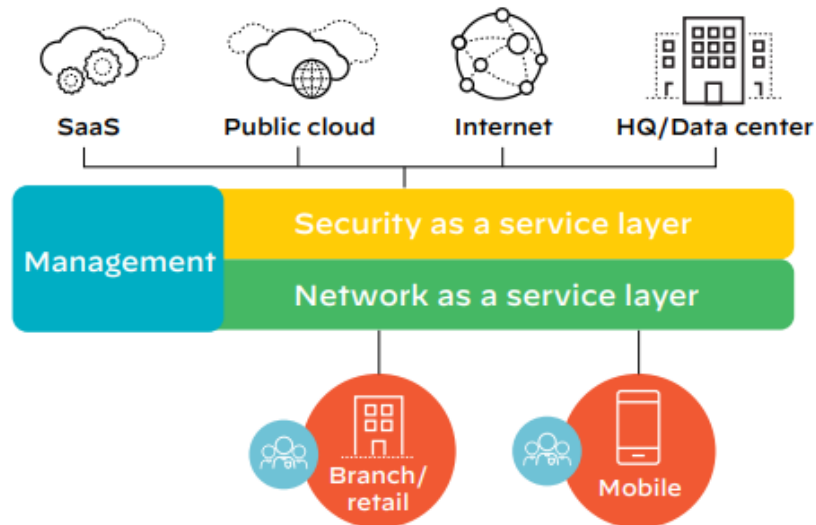 SaaS
Public cloud
Internet
HQ/Data center
Management
Security as a service layer
Network as a service layer
Branch/
retail
Mobile